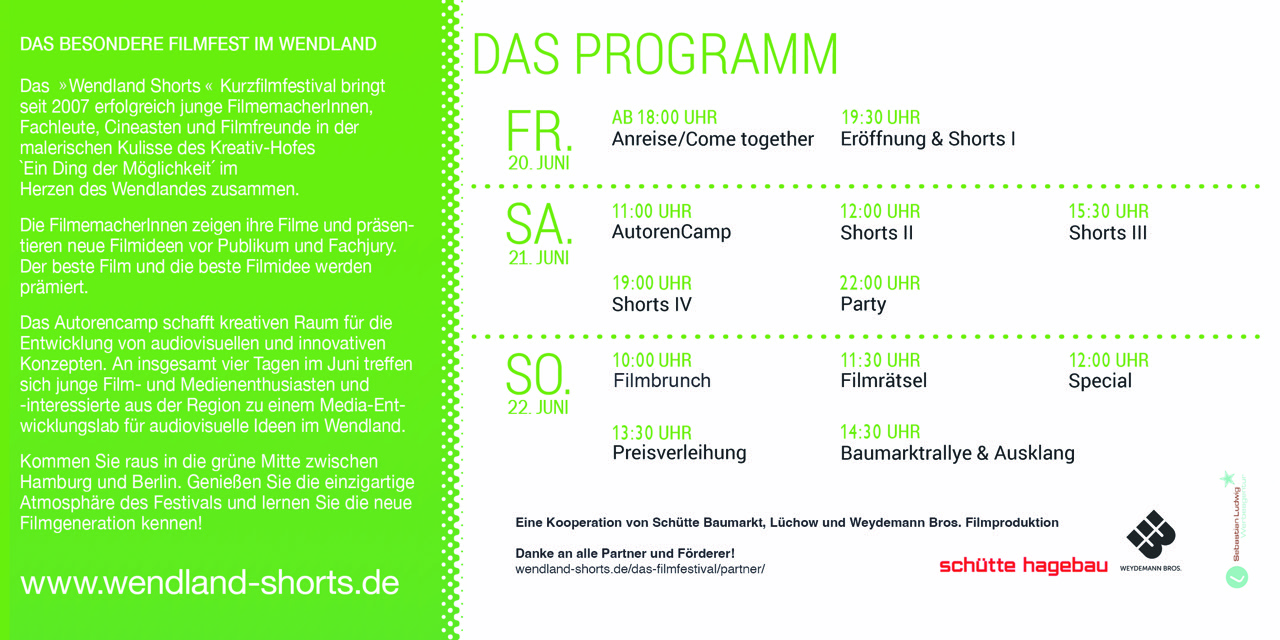 DAS BESONDERE FILMFEST IM WENDLAND
Das »Wendland Shorts« Kurzfilmfestival bringt
seit 2007 erfolgreich junge FilmemacherInnen,
Fachleute, Cineasten und Filmfreunde in der
malerischen Kulisse des Kreativ-Hofes
`Ein Ding der Möglichkeit´ im
Herzen des Wendlandes zusammen.
Die FilmemacherInnen zeigen ihre Filme und präsen-
tieren neue Filmideen vor Publikum und Fachjury.
Der beste Film und die beste Filmidee werden
prämiert.
Das Autorencamp schafft kreativen Raum für die
Entwicklung von audiovisuellen und innovativen
Konzepten. An insgesamt vier Tagen im Juni treffen
sich junge Film- und Medienenthusiasten und
-interessierte aus der Region zu einem Media-Ent-
wicklungslab für audiovisuelle Ideen im Wendland.
Kommen Sie raus in die grüne Mitte zwischen
Hamburg und Berlin. Genießen Sie die einzigartige
Atmosphäre des Festivals und lernen Sie die neue
Filmgeneration kennen!
www.wendland-shorts.de
DAS PROGRAMM
FR.
20. JUNI
AB 18:00 UHR
Anreise/Come together
19:30 UHR
Eröffnung & Shorts I
SA.
21. JUNI
11:00 UHR
AutorenCamp
12:00 UHR
Shorts II
15:30 UHR
Shorts III
19:00 UHR
Shorts IV
22:00 UHR
Party
SO.
22. JUNI
10:00 UHR
Filmbrunch
11:30 UHR
Filmrätsel
12:00 UHR
Special
13:30 UHR
Preisverleihung
14:30 UHR
Baumarktrallye & Ausklang
Eine Kooperation von Schütte Baumarkt, Lüchow und Weydemann Bros. Filmproduktion
Danke an alle Partner und Förderer!
wendland-shorts.de/das-filmfestival/partner/
schütte hagebau
WEYDEMANN BROS.
Sebastien Ludwig